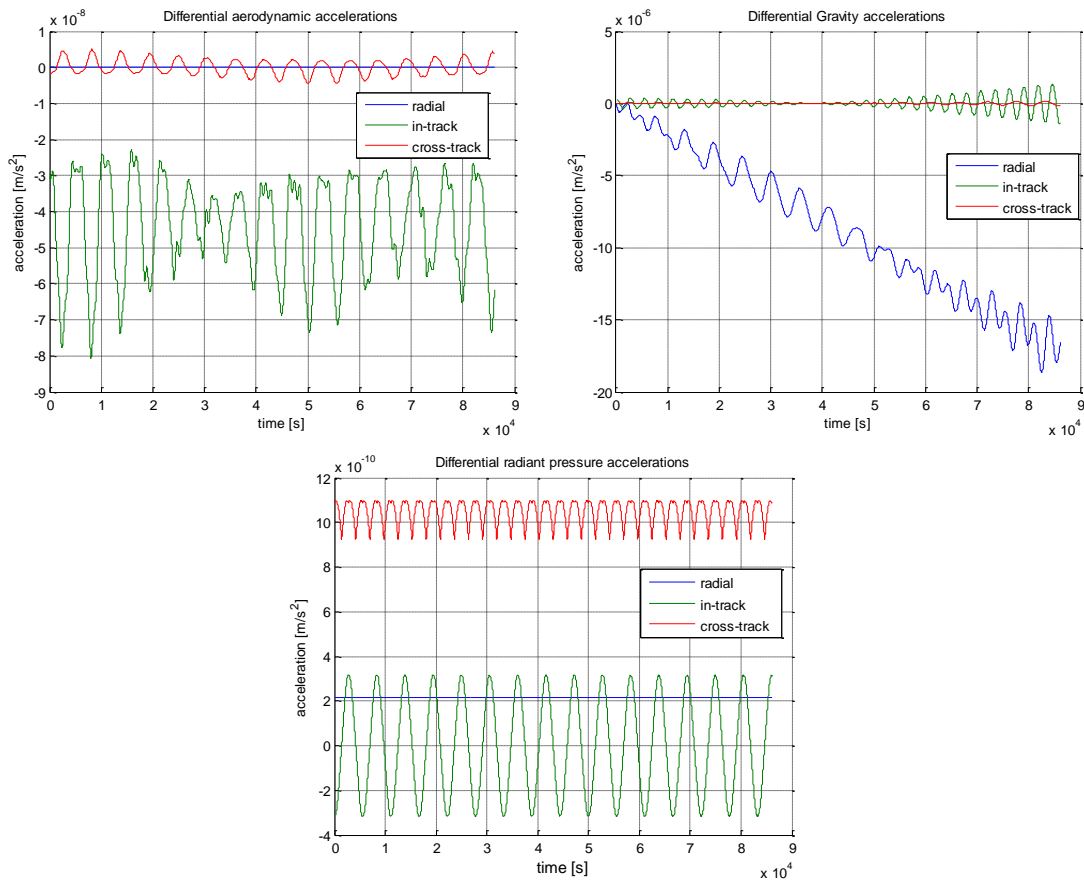 Differential aerodynamic accelerations
x 10^-8
1
0
-1
-2
-3
-4
-5
-6
-7
-8
-9
acceleration [m/s^2]
radial
in-track
cross-track
0 1 2 3 4 5 6 7 8 9
time [s]
x 10^4
Differential Gravity accelerations
x 10^-6
5
0
-5
-10
-15
-20
acceleration [m/s^2]
radial
in-track
cross-track
0 1 2 3 4 5 6 7 8 9
time [s]
x 10^4
Differential radiant pressure accelerations
x 10^-10
12
10
8
6
4
2
0
-2
-4
acceleration [m/s^2]
radial
in-track
cross-track
0 1 2 3 4 5 6 7 8 9
time [s]
x 10^4